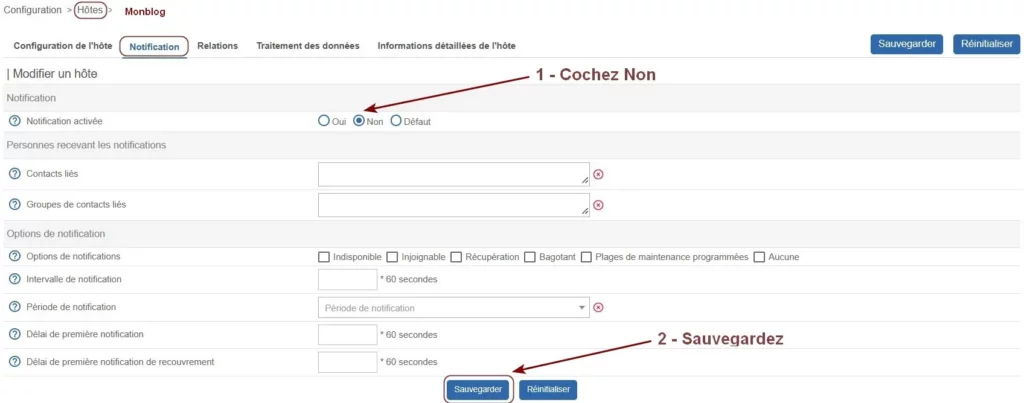 Configuration > Hôtes > Monblog
Configuration de l'hôte Notification Relations Traitement des données Informations détaillées de l'hôte Sauvegarder Réinitialiser
| Modifier un hôte
1 - Cochez Non
Notification
Notification activée Oui Non Défaut
Personnes recevant les notifications
Contacts liés
Groupes de contacts liés
Options de notification
Options de notifications Indisponible Injoignable Récupération Bagotant Plages de maintenance programmées Aucune
Intervalle de notification * 60 secondes
Période de notification Période de notification
Délai de première notification * 60 secondes
2 - Sauvegardez
Délai de première notification de recouvrement * 60 secondes
Sauvegarder Réinitialiser